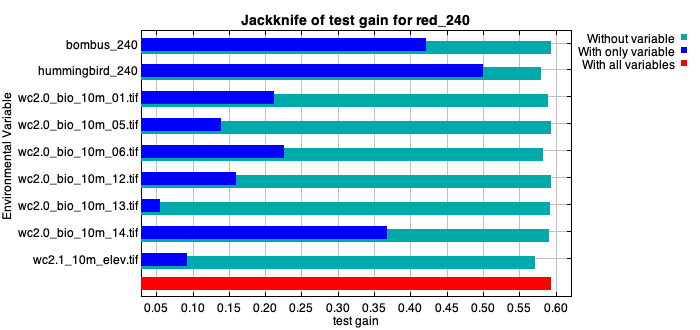 Jackknife of test gain for red_240
Without variable
With only variable
With all variables
Environmental Variable
bombus_240
hummingbird_240
wc2.0_bio_10m_01.tif
wc2.0_bio_10m_05.tif
wc2.0_bio_10m_06.tif
wc2.0_bio_10m_12.tif
wc2.0_bio_10m_13.tif
wc2.0_bio_10m_14.tif
wc2.1_10m_elev.tif
0.05 0.10 0.15 0.20 0.25 0.30 0.35 0.40 0.45 0.50 0.55 0.60
test gain